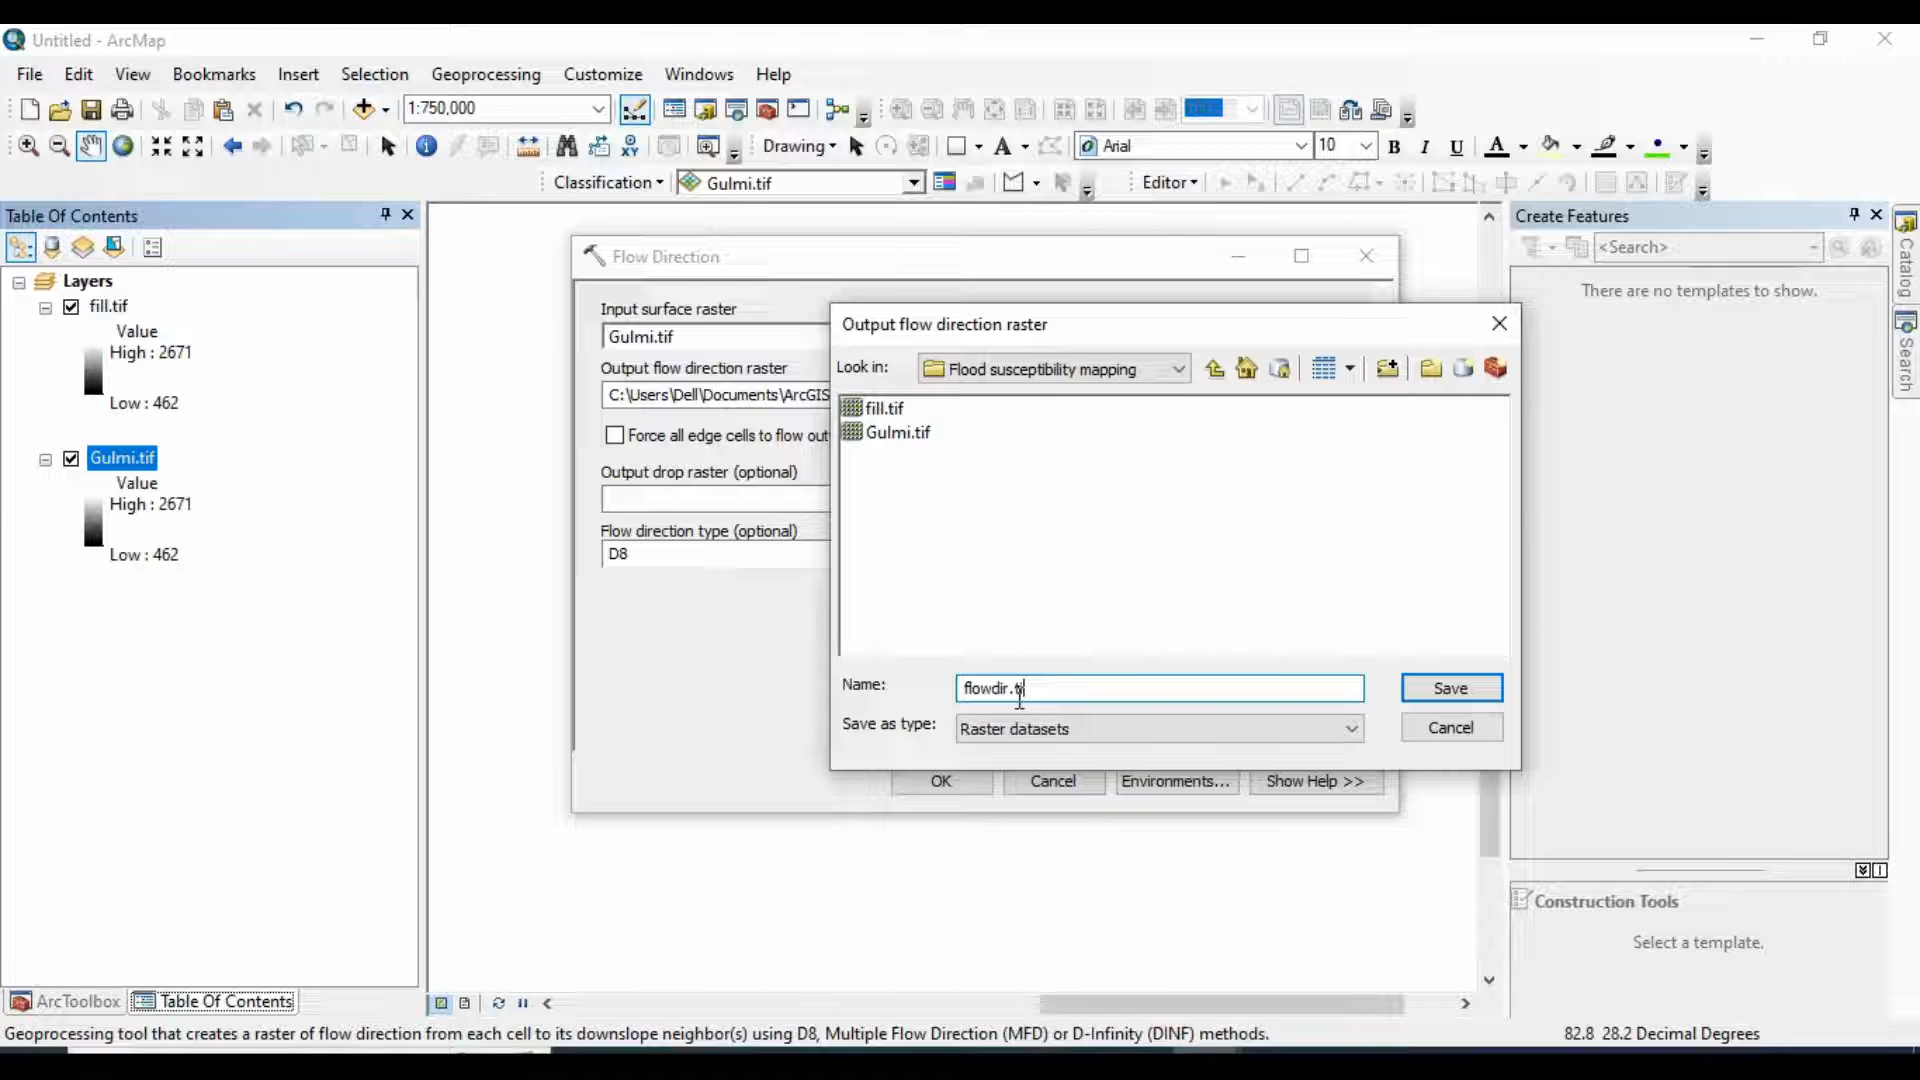 Untitled - ArcMap
File Edit View Bookmarks Insert Selection Geoprocessing Customize Windows Help
1:750,000
Drawing
Arial
10
B I U A
Classification
Gulmi.tif
Editor
Table Of Contents
Layers
fill.tif
Value
High : 2671
Low : 462
Gulmi.tif
Value
High : 2671
Low : 462
Flow Direction
Input surface raster
Gulmi.tif
Output flow direction raster
C:\Users\Dell\Documents\ArcGIS
Force all edge cells to flow out
Output drop raster (optional)
Flow direction type (optional)
D8
OK Cancel Environments... Show Help >>
Output flow direction raster
Look in: Flood susceptibility mapping
fill.tif
Gulmi.tif
Name: flowdir.ti
Save
Save as type: Raster datasets
Cancel
Create Features
<Search>
There are no templates to show.
Construction Tools
Select a template.
Catalog
Search
ArcToolbox
Table Of Contents
Geoprocessing tool that creates a raster of flow direction from each cell to its downslope neighbor(s) using D8, Multiple Flow Direction (MFD) or D-Infinity (DINF) methods.
82.8 28.2 Decimal Degrees